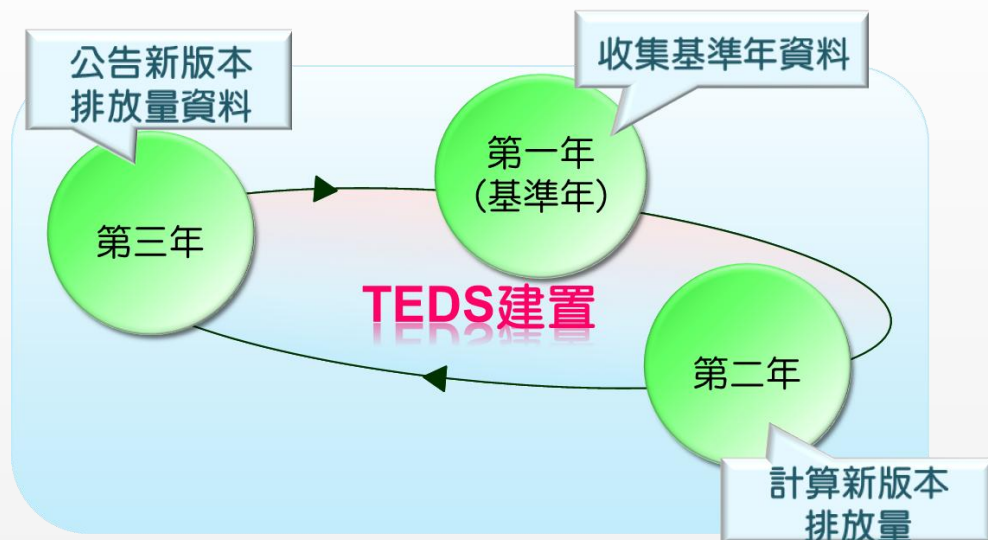 公告新版本
排放量資料
收集基準年資料
第一年
(基準年)
第三年
TEDS建置
第二年
計算新版本
排放量